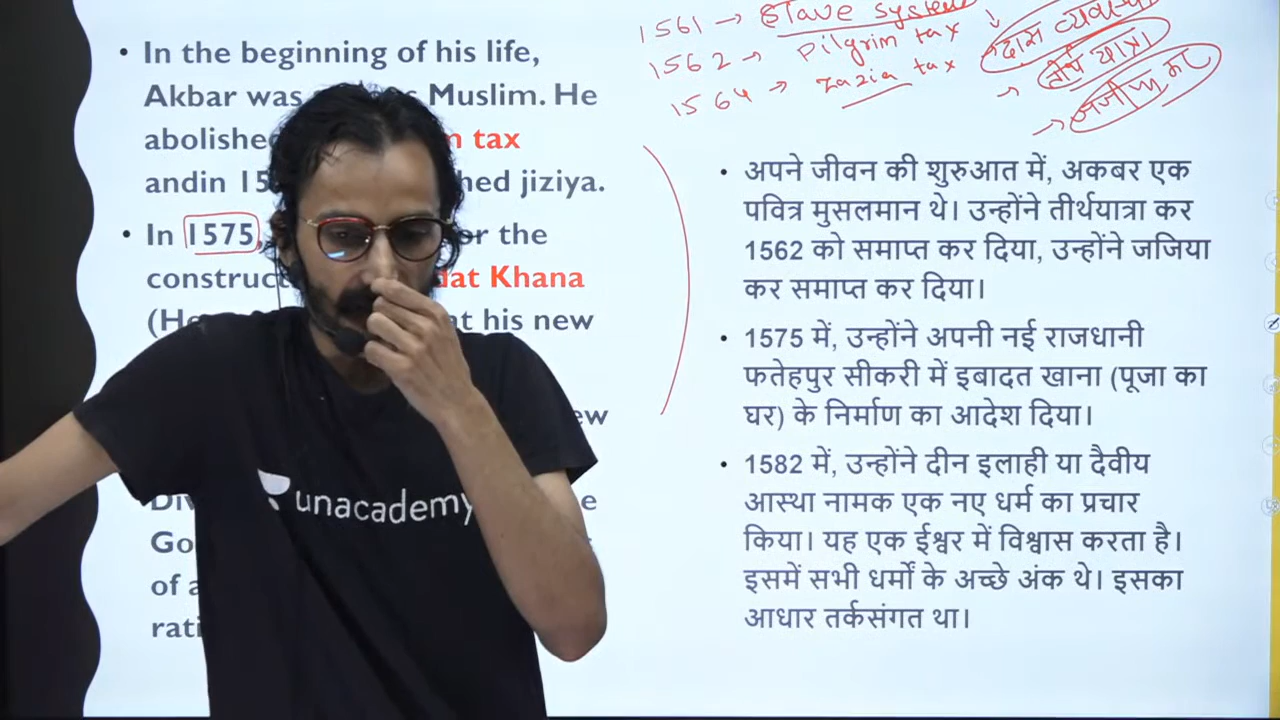 1561 → Slave system
1562 → Pilgrim tax
1564 → zazia tax
तीर्थ यात्रा
• In the beginning of his life,
Akbar was Muslim. He
abolished tax
andin 15 hed jiziya.
• In 1575, or the
construct at Khana
at his new
ew
Div e
Go
of a
rati
unacademy
• अपने जीवन की शुरुआत में, अकबर एक
पवित्र मुसलमान थे। उन्होंने तीर्थयात्रा कर
1562 को समाप्त कर दिया, उन्होंने जजिया
कर समाप्त कर दिया।
• 1575 में, उन्होंने अपनी नई राजधानी
फतेहपुर सीकरी में इबादत खाना (पूजा का
घर) के निर्माण का आदेश दिया।
• 1582 में, उन्होंने दीन इलाही या दैवीय
आस्था नामक एक नए धर्म का प्रचार
किया। यह एक ईश्वर में विश्वास करता है।
इसमें सभी धर्मों के अच्छे अंक थे। इसका
आधार तर्कसंगत था।